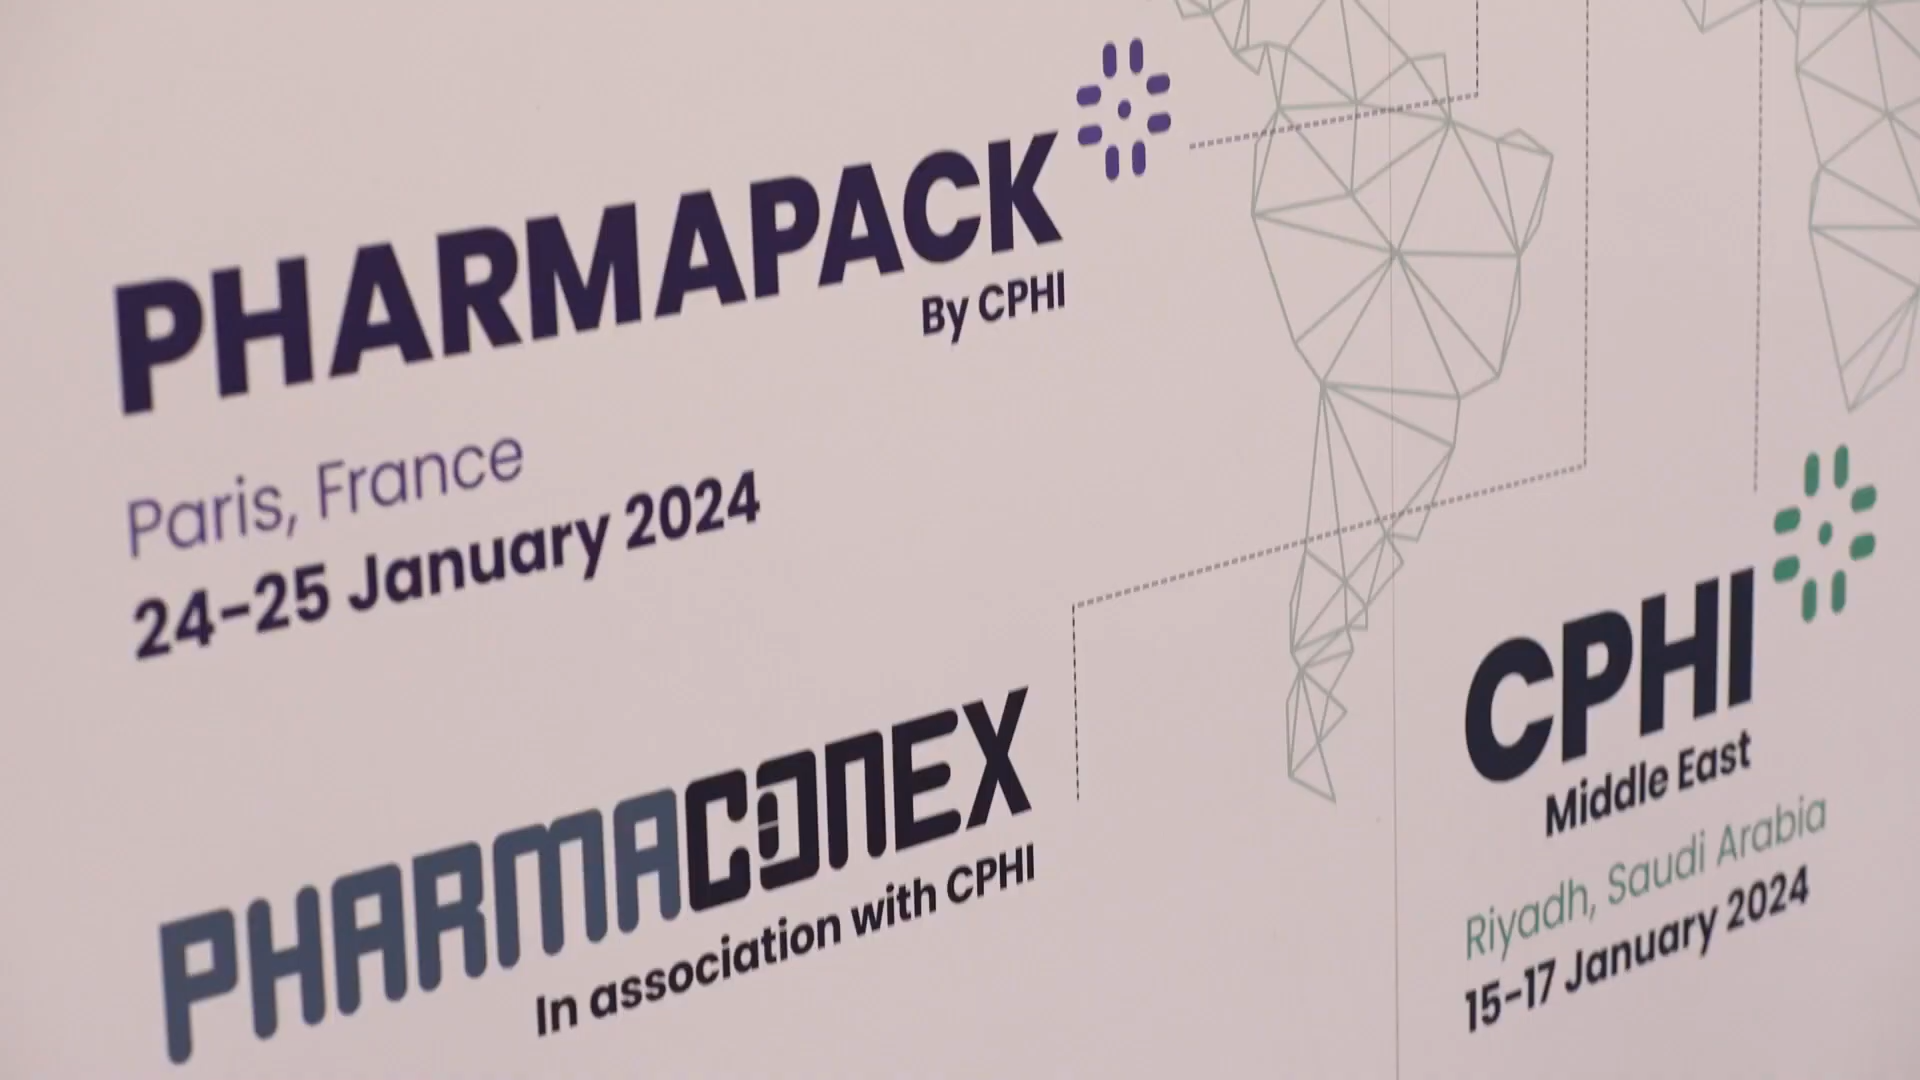 PHARMAPACK
By CPHI
Paris, France
24-25 January 2024
PHARMACONEX
In association with CPHI
CPHI
Middle East
Riyadh, Saudi Arabia
15-17 January 2024